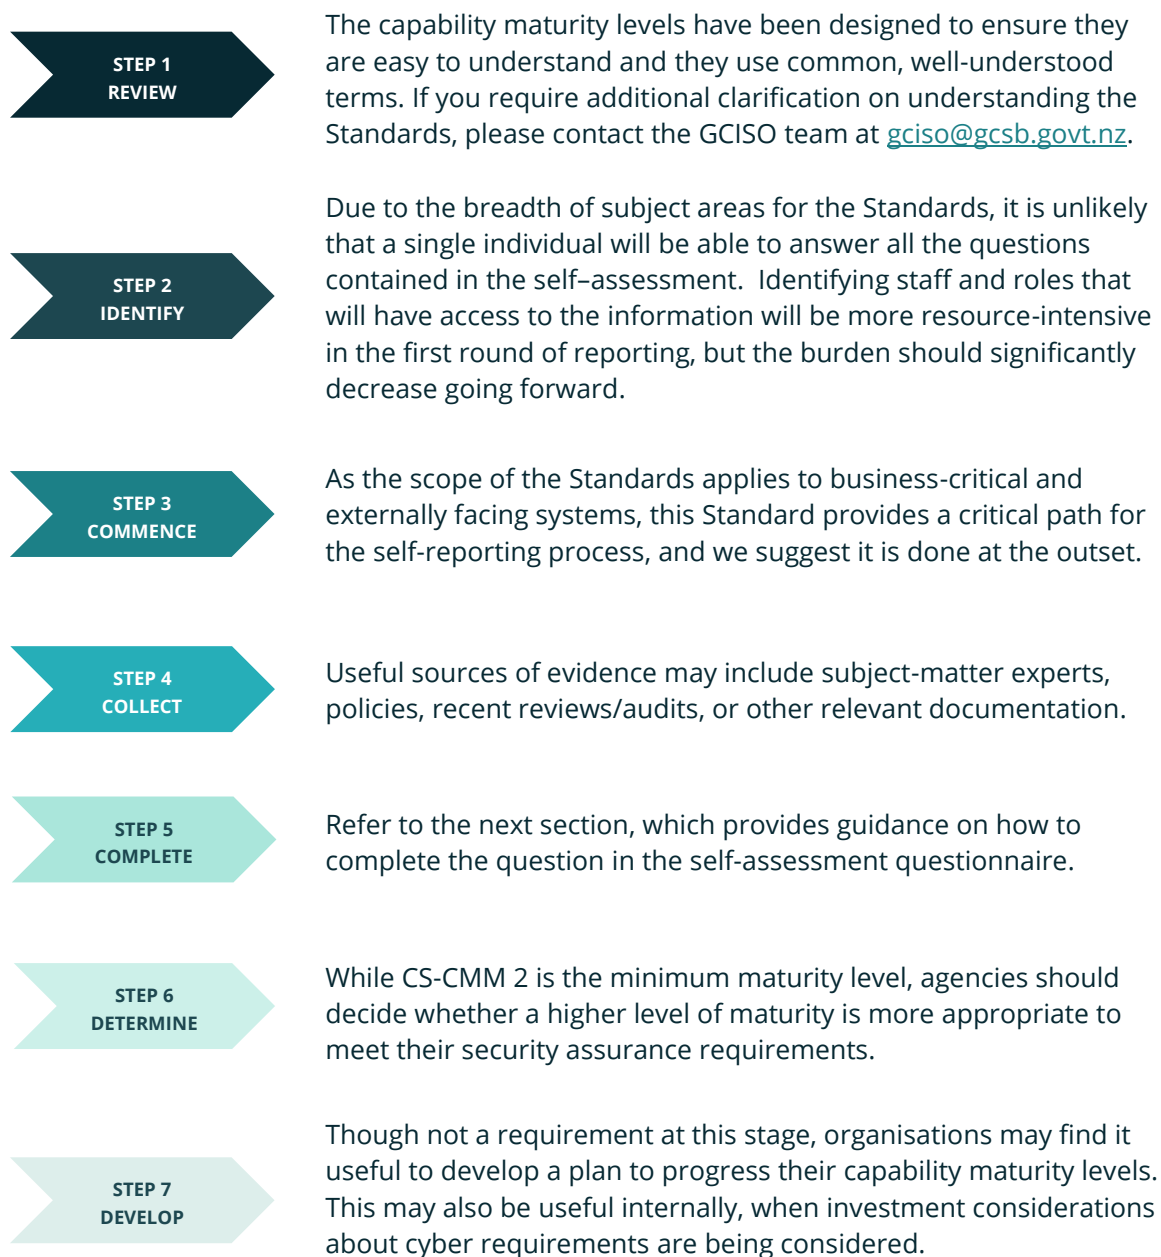 STEP 1
REVIEW
The capability maturity levels have been designed to ensure they
are easy to understand and they use common, well-understood
terms. If you require additional clarification on understanding the
Standards, please contact the GCISO team at gciso@gcsb.govt.nz.
STEP 2
IDENTIFY
Due to the breadth of subject areas for the Standards, it is unlikely
that a single individual will be able to answer all the questions
contained in the self–assessment.  Identifying staff and roles that
will have access to the information will be more resource-intensive
in the first round of reporting, but the burden should significantly
decrease going forward.
STEP 3
COMMENCE
As the scope of the Standards applies to business-critical and
externally facing systems, this Standard provides a critical path for
the self-reporting process, and we suggest it is done at the outset.
STEP 4
COLLECT
Useful sources of evidence may include subject-matter experts,
policies, recent reviews/audits, or other relevant documentation.
STEP 5
COMPLETE
Refer to the next section, which provides guidance on how to
complete the question in the self-assessment questionnaire.
STEP 6
DETERMINE
While CS-CMM 2 is the minimum maturity level, agencies should
decide whether a higher level of maturity is more appropriate to
meet their security assurance requirements.
STEP 7
DEVELOP
Though not a requirement at this stage, organisations may find it
useful to develop a plan to progress their capability maturity levels.
This may also be useful internally, when investment considerations
about cyber requirements are being considered.